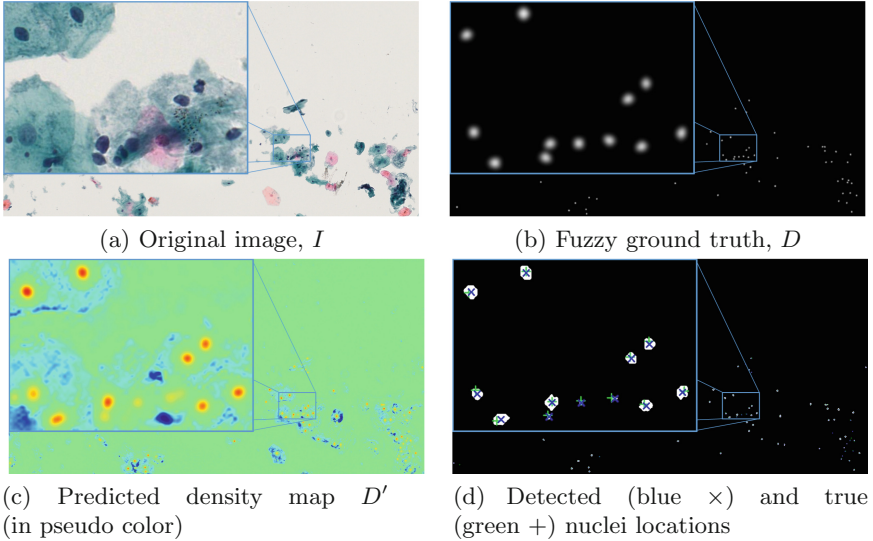 (a) Original image, I
(b) Fuzzy ground truth, D
(c) Predicted density map D′
(in pseudo color)
(d) Detected (blue ×) and true
(green +) nuclei locations